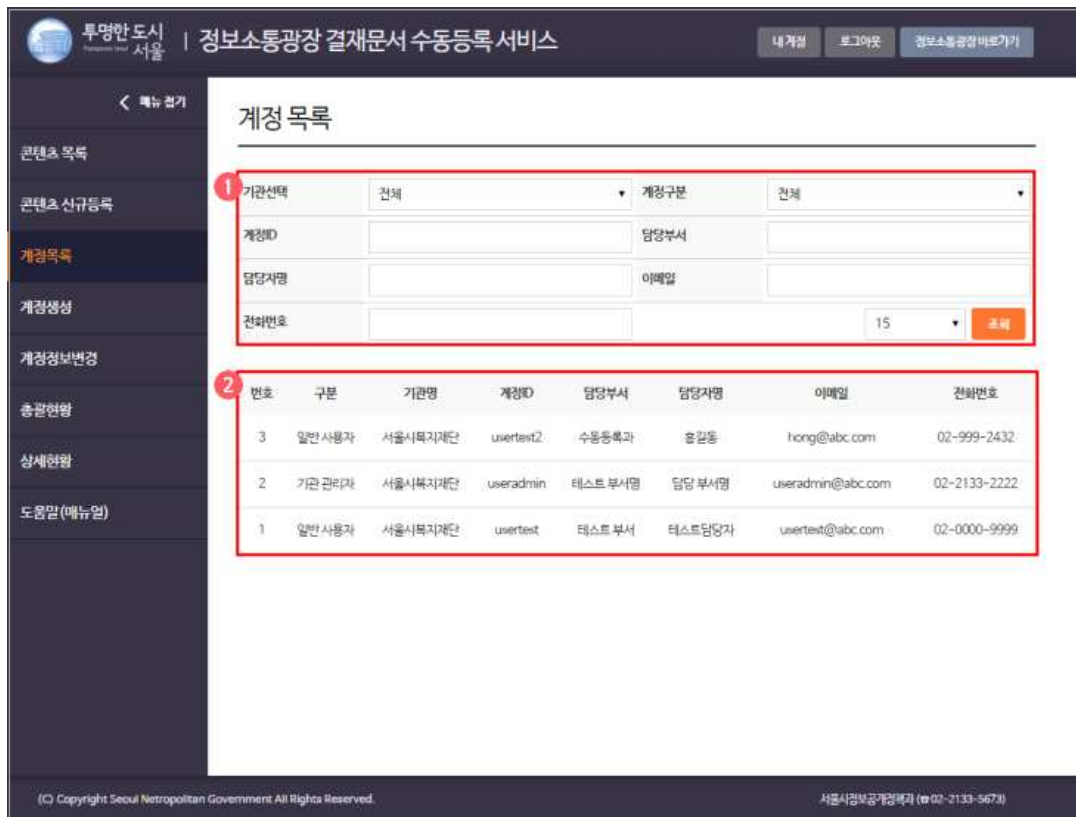 투명한 도시 서울 | 정보소통광장 결재문서 수동등록 서비스
내 계정 로그아웃 정보소통광장 바로가기
< 메뉴 접기
콘텐츠 목록
콘텐츠 신규등록
계정목록
계정생성
계정정보변경
총괄현황
상세현황
도움말(매뉴얼)
계정 목록
1
기관선택 전체 계정구분 전체
계정ID 담당부서
담당자명 이메일
전화번호 15 조회
2
번호 구분 기관명 계정ID 담당부서 담당자명 이메일 전화번호
3 일반 사용자 서울시복지재단 usertest2 수동등록과 홍길동 hong@abc.com 02-999-2432
2 기관 관리자 서울시복지재단 useradmin 테스트 부서명 담당 부서명 useradmin@abc.com 02-2133-2222
1 일반 사용자 서울시복지재단 usertest 테스트 부서 테스트담당자 usertest@abc.com 02-0000-9999
(C) Copyright Seoul Netropolitan Government All Rights Reserved. 서울시정보공개정책과 (☎ 02-2133-5673)